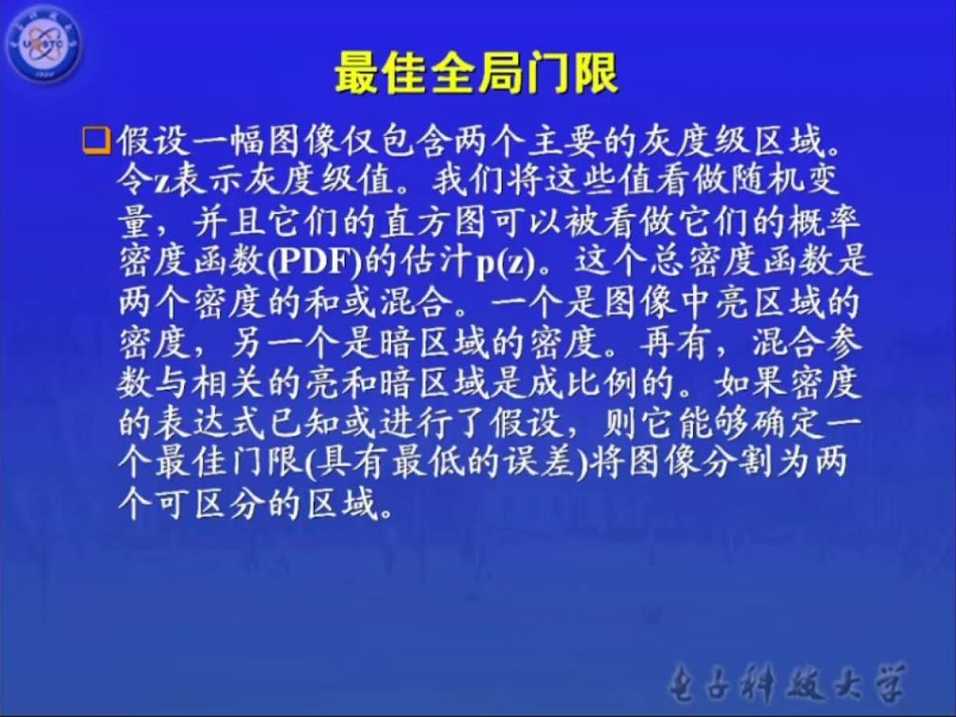 最佳全局门限
假设一幅图像仅包含两个主要的灰度级区域。
令z表示灰度级值。我们将这些值看做随机变
量，并且它们的直方图可以被看做它们的概率
密度函数(PDF)的估计p(z)。这个总密度函数是
两个密度的和或混合。一个是图像中亮区域的
密度，另一个是暗区域的密度。再有，混合参
数与相关的亮和暗区域是成比例的。如果密度
的表达式已知或进行了假设，则它能够确定一
个最佳门限(具有最低的误差)将图像分割为两
个可区分的区域。
电子科技大学